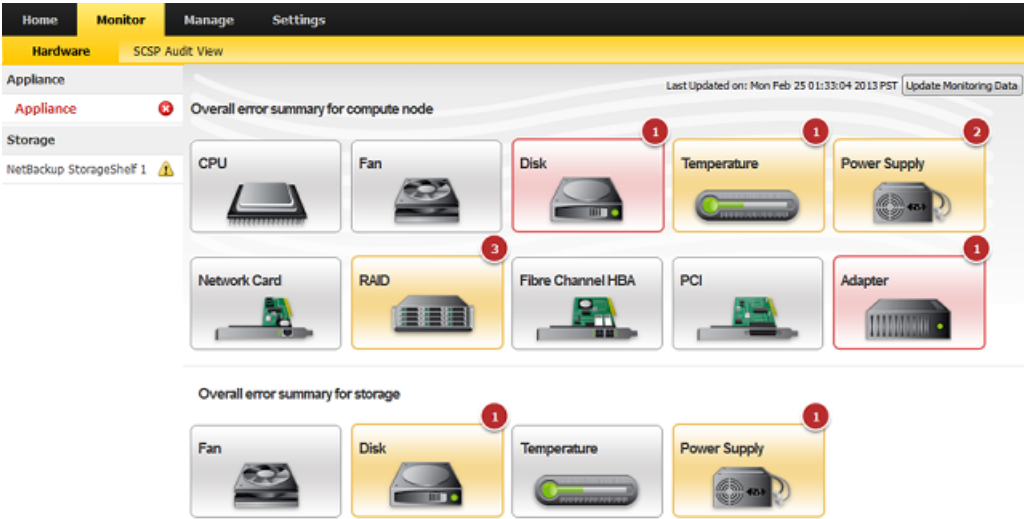 Home Monitor Manage Settings
Hardware SCSP Audit View
Appliance
Last Updated on: Mon Feb 25 01:33:04 2013 PST Update Monitoring Data
Appliance
Overall error summary for compute node
Storage
NetBackup StorageShelf 1
1 1 2
CPU Fan Disk Temperature Power Supply
3 1
Network Card RAID Fibre Channel HBA PCI Adapter
Overall error summary for storage
1 1
Fan Disk Temperature Power Supply